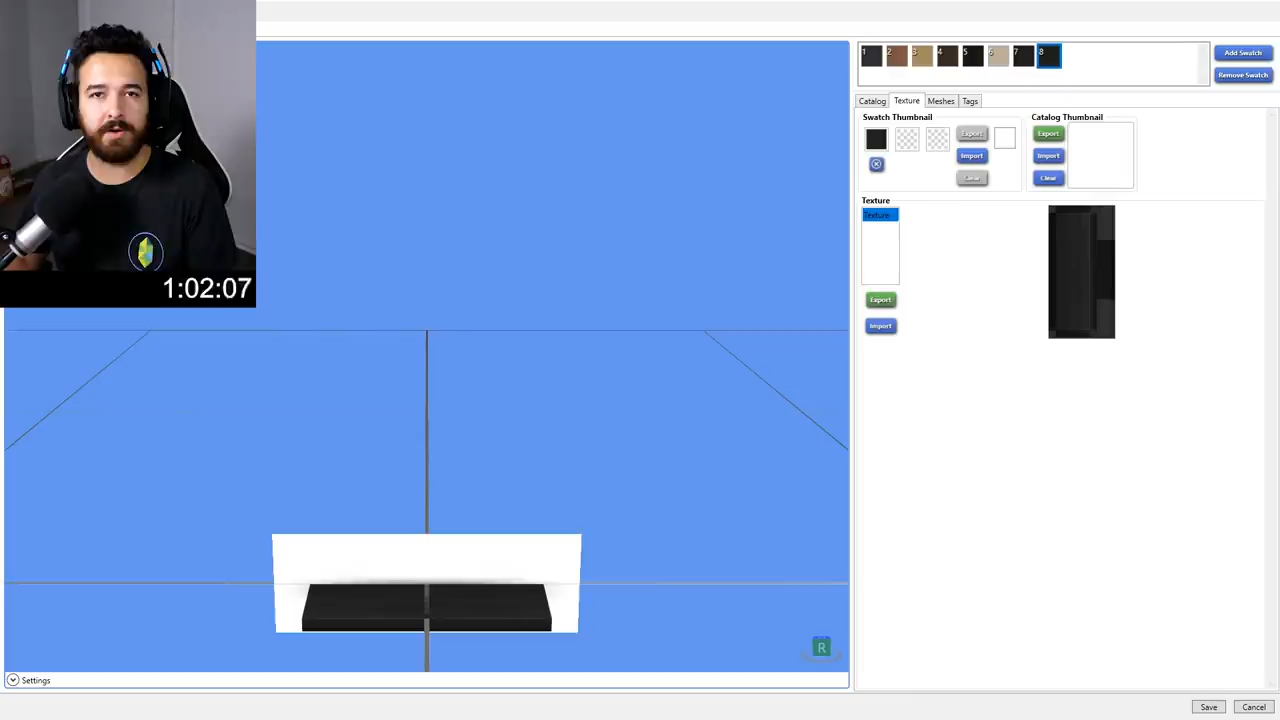 1:02:07
1 2 3 4 5 6 7 8
Add Swatch
Remove Swatch
Catalog Texture Meshes Tags
Swatch Thumbnail
Export
Import
Clear
Catalog Thumbnail
Export
Import
Clear
Texture
Texture
Export
Import
R
Settings
Save Cancel